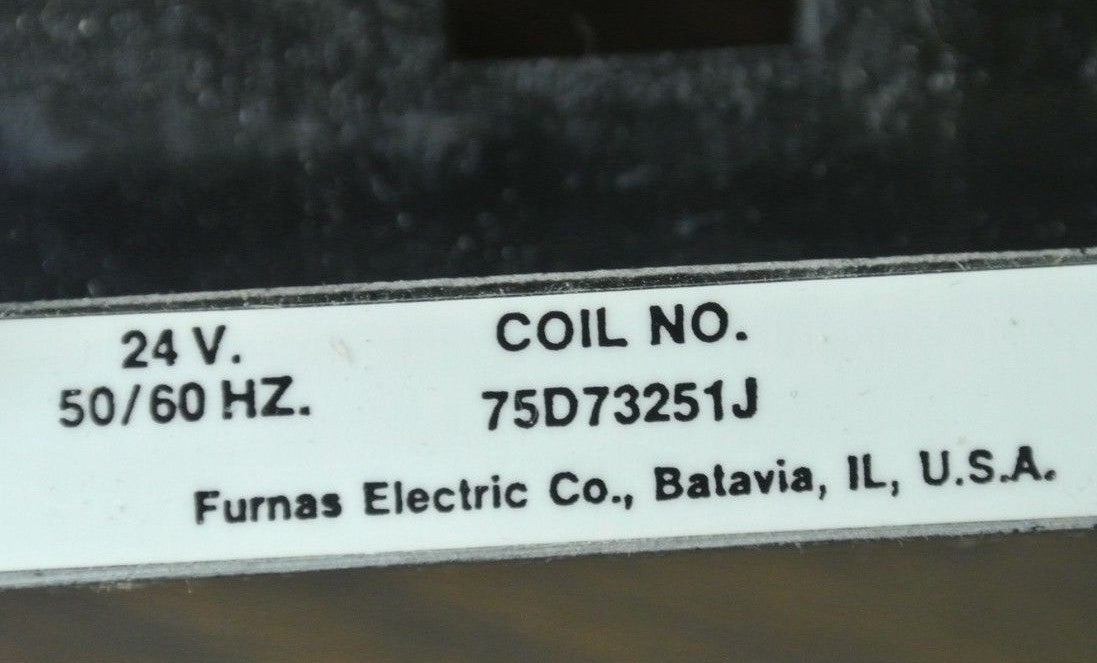 24 V.
50/60 HZ.
COIL NO.
75D73251J
Furnas Electric Co., Batavia, IL, U.S.A.